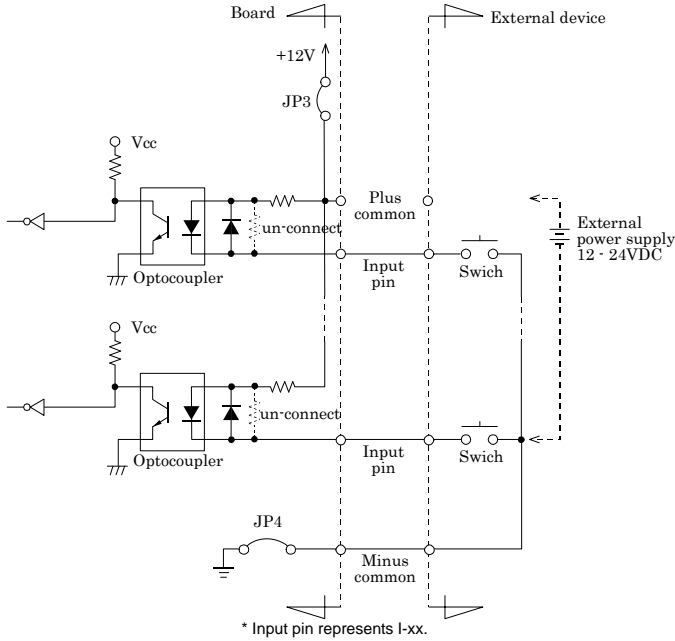 Board
External device
+12V
JP3
Vcc
Plus
common
un-connect
External
power supply
12 - 24VDC
Optocoupler
Input
pin
Swich
Vcc
un-connect
Optocoupler
Input
pin
Swich
JP4
Minus
common
* Input pin represents I-xx.